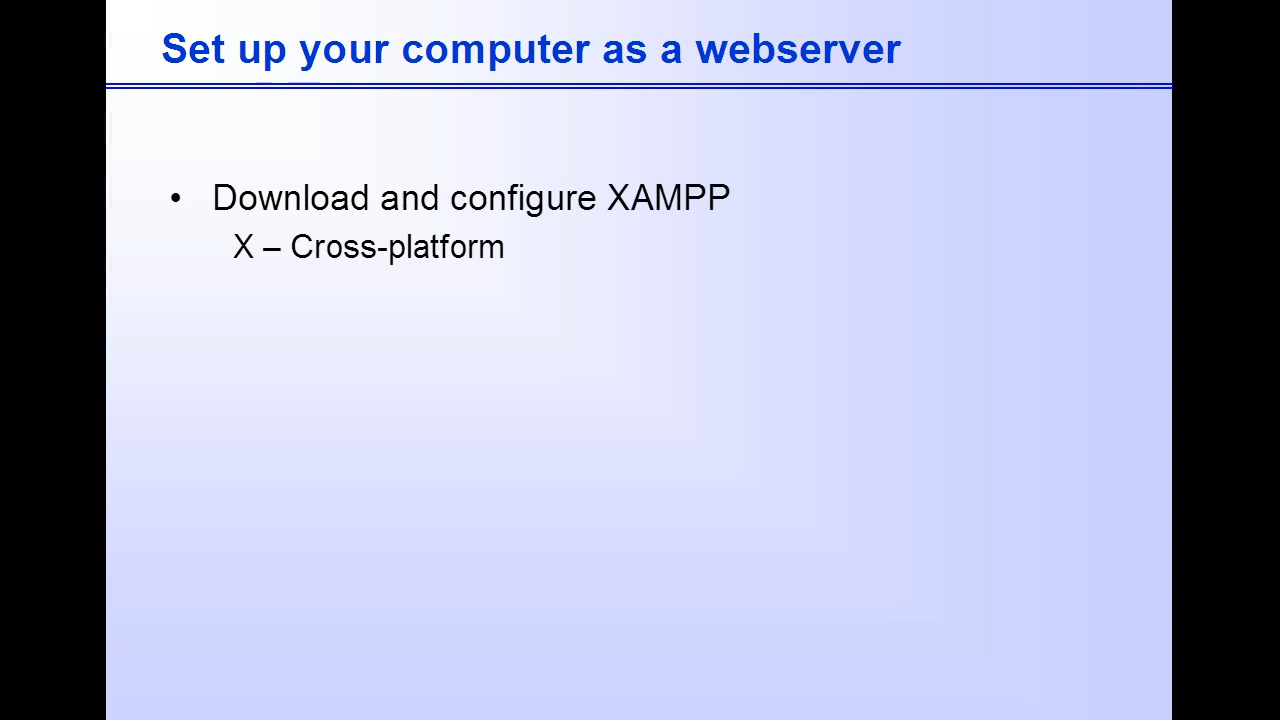 Set up your computer as a webserver
• Download and configure XAMPP
X – Cross-platform